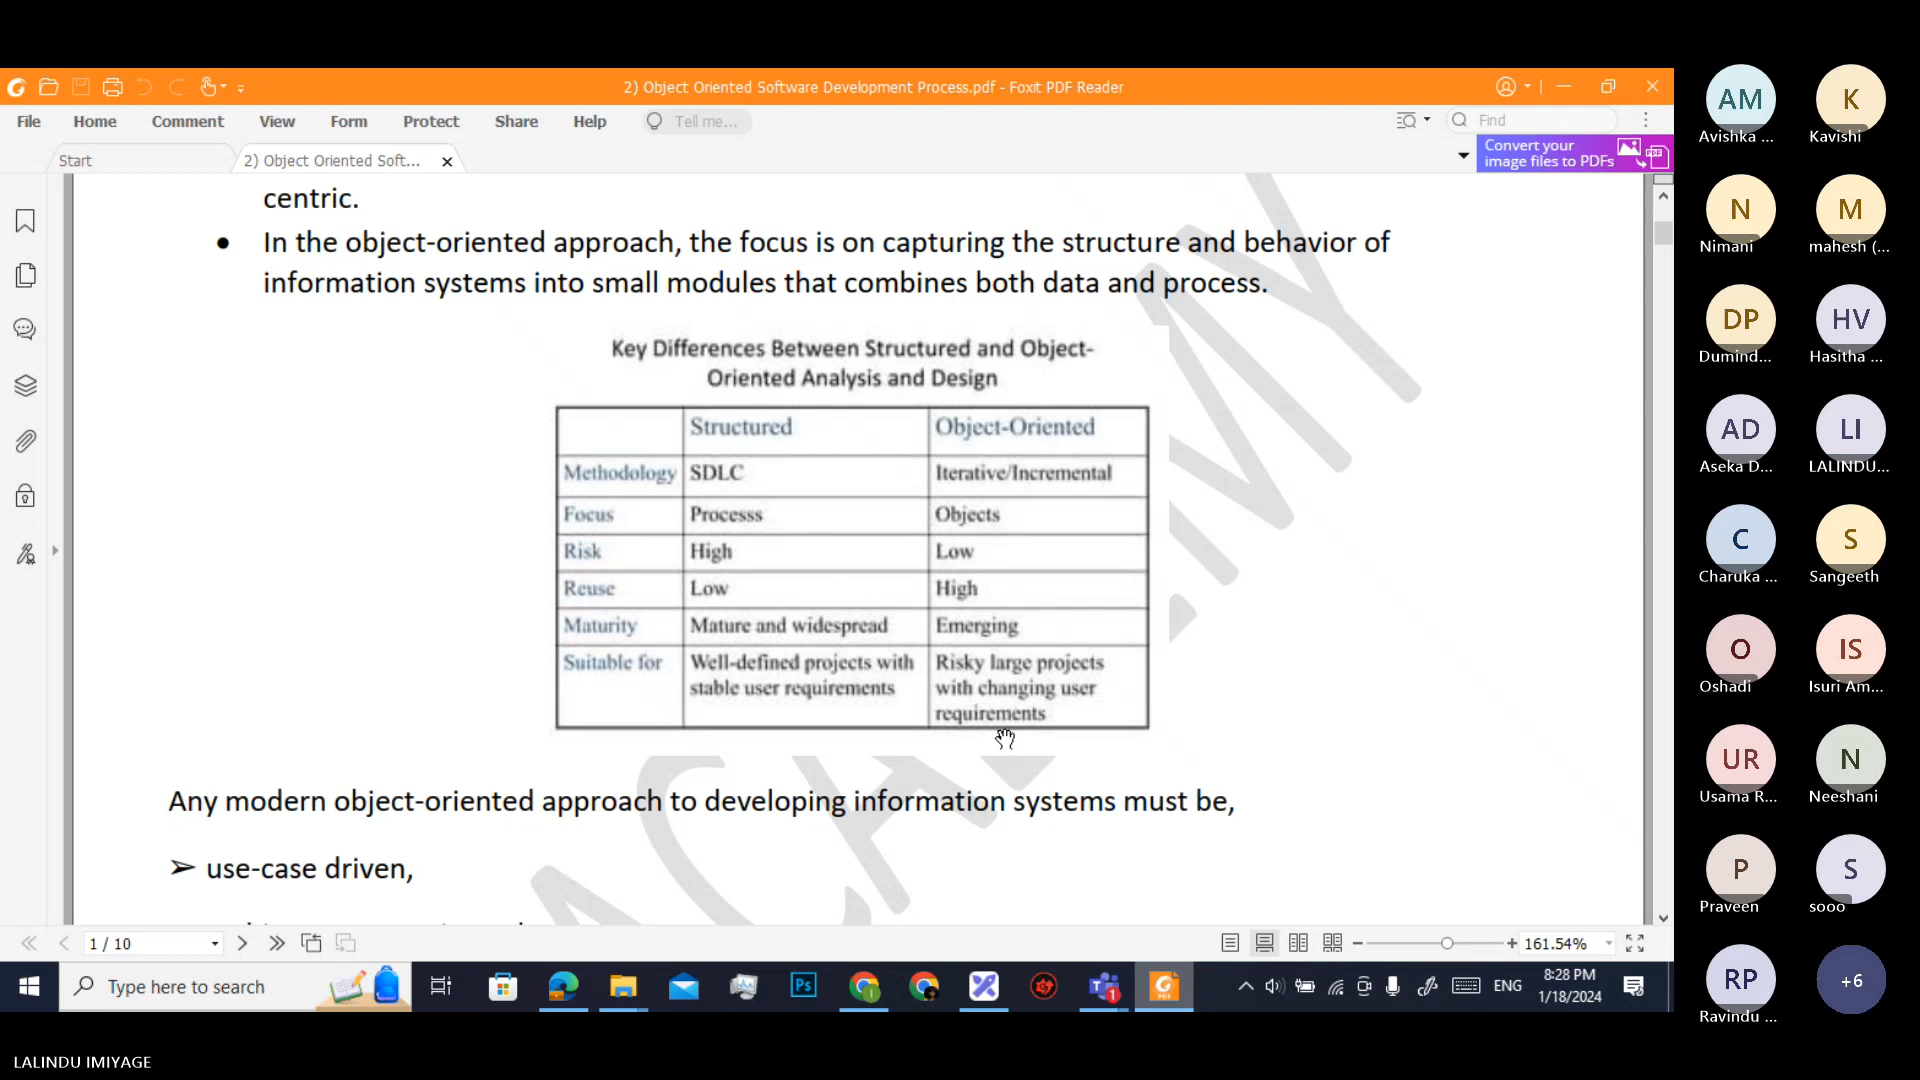 2) Object Oriented Software Development Process.pdf - Foxit PDF Reader
File Home Comment View Form Protect Share Help Tell me... Find
Start 2) Object Oriented Soft...
Convert your
image files to PDFs
centric.
• In the object-oriented approach, the focus is on capturing the structure and behavior of
information systems into small modules that combines both data and process.
Key Differences Between Structured and Object-
Oriented Analysis and Design
Structured Object-Oriented
Methodology SDLC Iterative/Incremental
Focus Processs Objects
Risk High Low
Reuse Low High
Maturity Mature and widespread Emerging
Suitable for Well-defined projects with Risky large projects
stable user requirements with changing user
requirements
Any modern object-oriented approach to developing information systems must be,
➢ use-case driven,
1 / 10
161.54%
Type here to search
Ps
ENG
8:28 PM
1/18/2024
LALINDU IMIYAGE
AM K
Avishka ... Kavishi
N M
Nimani mahesh (...
DP HV
Dumind... Hasitha ...
AD LI
Aseka D... LALINDU...
C S
Charuka ... Sangeeth
O IS
Oshadi Isuri Am...
UR N
Usama R... Neeshani
P S
Praveen sooo
RP +6
Ravindu ...